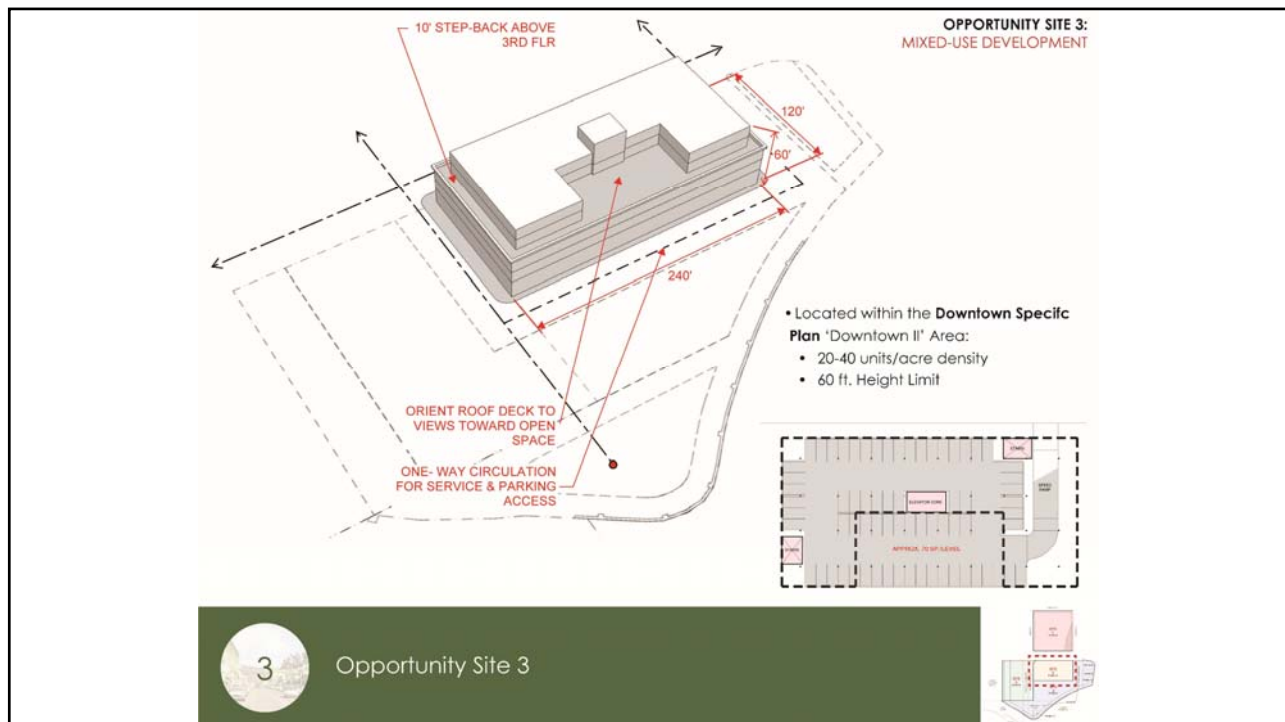 OPPORTUNITY SITE 3:
MIXED-USE DEVELOPMENT
10' STEP-BACK ABOVE
3RD FLR
120'
60'
240'
• Located within the Downtown Specifc
Plan 'Downtown II' Area:
• 20-40 units/acre density
• 60 ft. Height Limit
ORIENT ROOF DECK TO
VIEWS TOWARD OPEN
SPACE
ONE- WAY CIRCULATION
FOR SERVICE & PARKING
ACCESS
ELEVATOR CORE
3
Opportunity Site 3